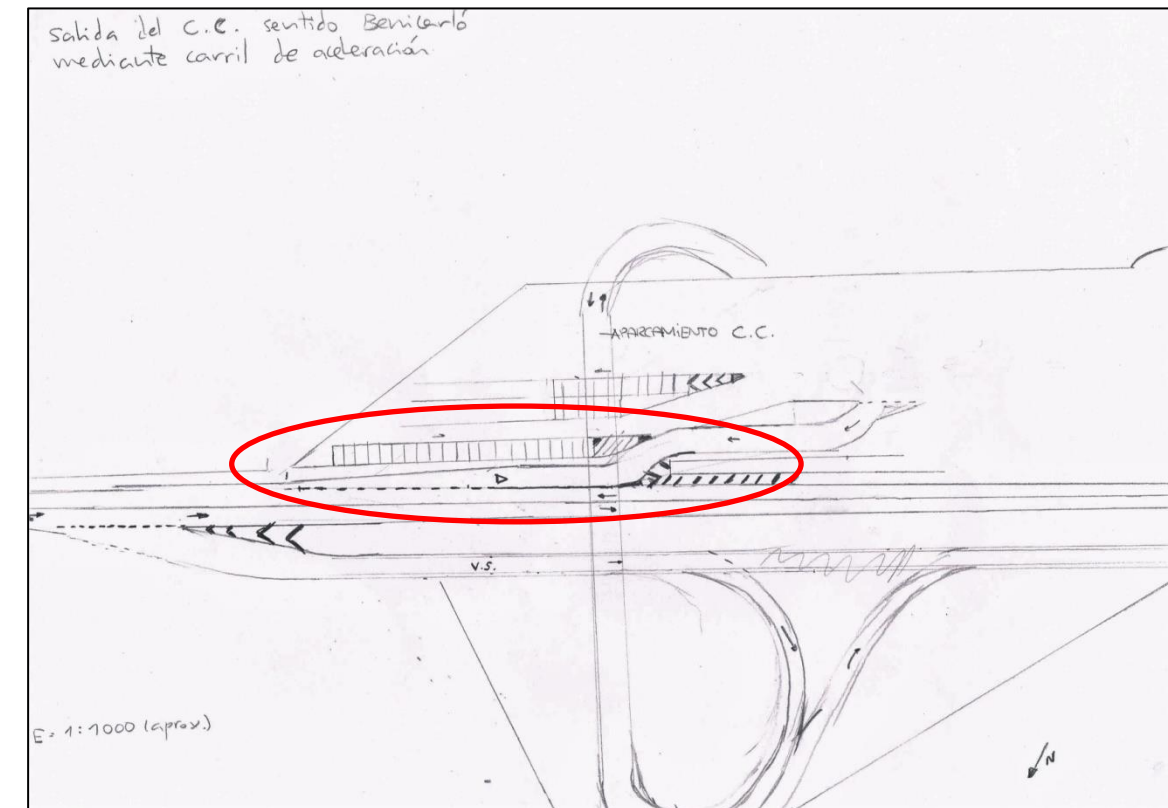 Salida del C.C. sentido Benicarló
mediante carril de aceleración
APARCAMIENTO C.C.
V.S.
E = 1:1000 (aprox.)
N